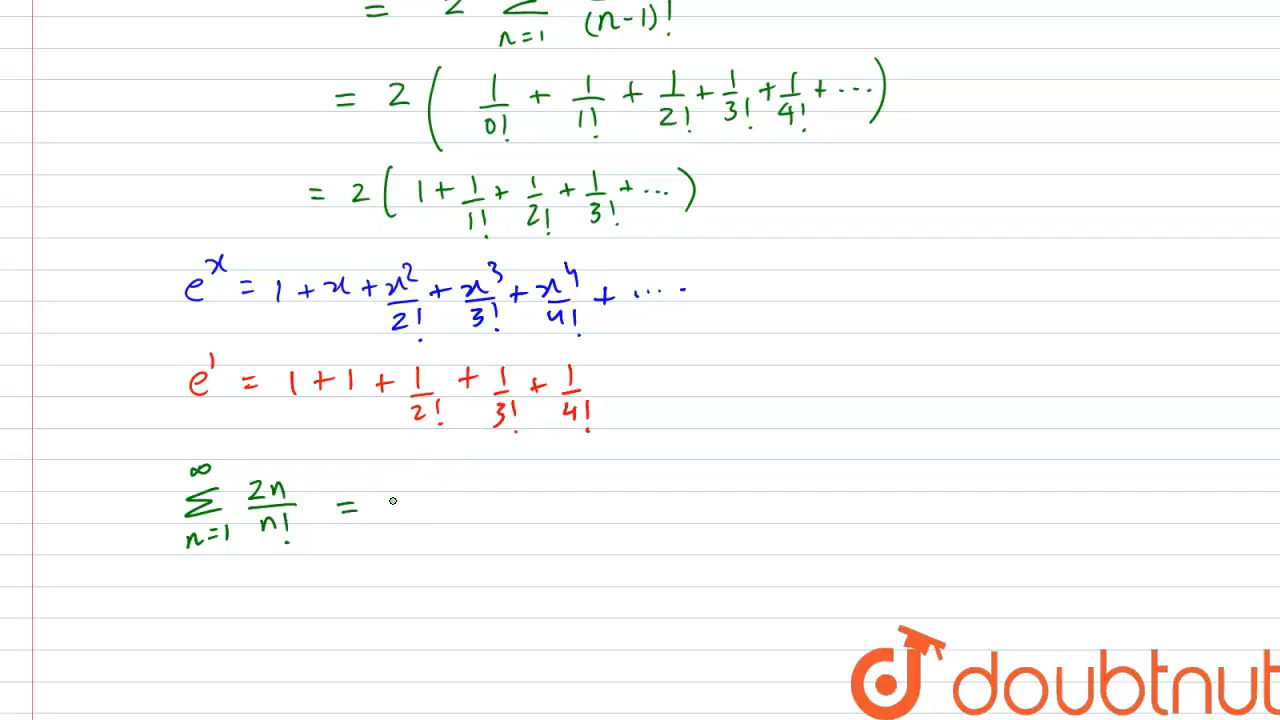 = 2 ∑ n=1 (n-1)!
= 2 ( 1/0! + 1/1! + 1/2! + 1/3! + 1/4! + ... )
= 2 ( 1 + 1/1! + 1/2! + 1/3! + ... )
e^x = 1 + x + x^2/2! + x^3/3! + x^4/4! + ....
e^1 = 1 + 1 + 1/2! + 1/3! + 1/4!
∞ ∑ n=1 2n/n! =
doubtnut